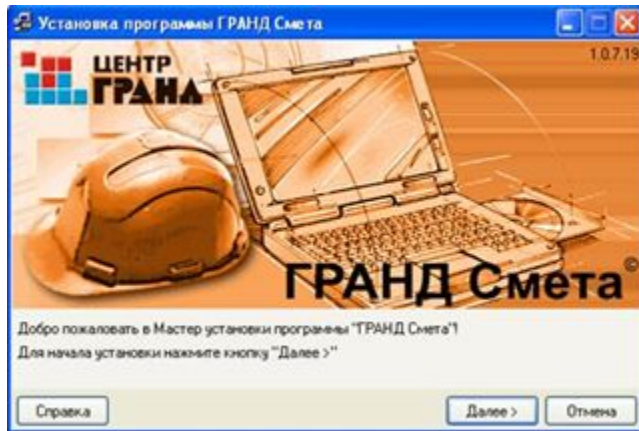 Установка программы ГРАНД Смета
1.0.7.19
ЦЕНТР
ГРАНД
ГРАНД Смета©
Добро пожаловать в Мастер установки программы "ГРАНД Смета"!
Для начала установки нажмите кнопку "Далее >"
Справка
Далее >
Отмена